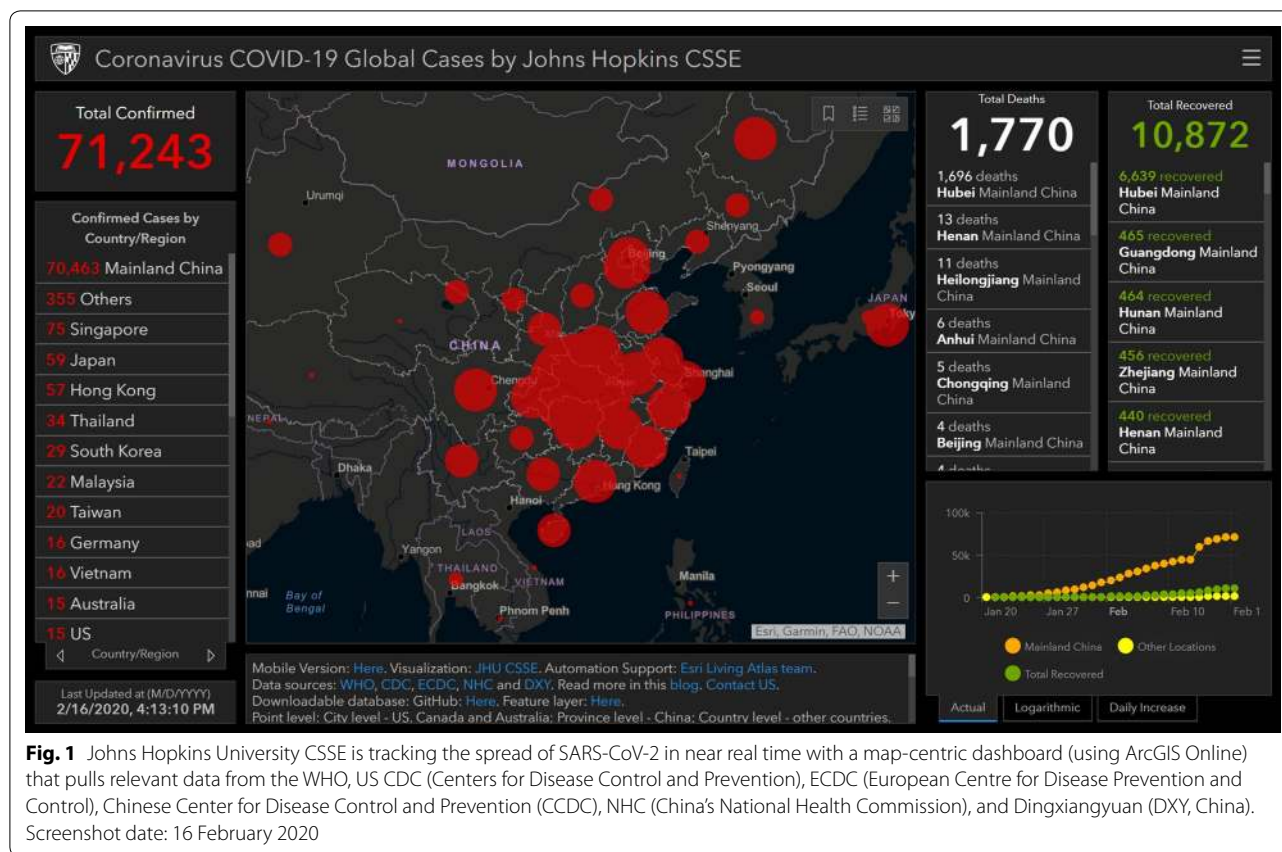 Coronavirus COVID-19 Global Cases by Johns Hopkins CSSE
Total Confirmed
71,243
Confirmed Cases by
Country/Region
70,463 Mainland China
355 Others
75 Singapore
59 Japan
57 Hong Kong
34 Thailand
29 South Korea
22 Malaysia
20 Taiwan
16 Germany
16 Vietnam
15 Australia
15 US
Country/Region
Last Updated at (M/D/YYYY)
2/16/2020, 4:13:10 PM
MONGOLIA
Urumqi
Shenyang
Beijing
Pyongyang
Seoul
JAPAN
CHINA
Chengdu
Shanghai
NEPAL
Dhaka
Taipei
Hong Kong
Hanoi
LAOS
Yangon
THAILAND
Bangkok
VIETNAM
Manila
Bay of
Bengal
Phnom Penh
PHILIPPINES
+
−
Esri, Garmin, FAO, NOAA
Mobile Version: Here. Visualization: JHU CSSE. Automation Support: Esri Living Atlas team.
Data sources: WHO, CDC, ECDC, NHC and DXY. Read more in this blog. Contact US.
Downloadable database: GitHub: Here. Feature layer: Here.
Point level: City level - US, Canada and Australia; Province level - China; Country level - other countries.
Total Deaths
1,770
1,696 deaths
Hubei Mainland China
13 deaths
Henan Mainland China
11 deaths
Heilongjiang Mainland
China
6 deaths
Anhui Mainland China
5 deaths
Chongqing Mainland
China
4 deaths
Beijing Mainland China
4 deaths
Total Recovered
10,872
6,639 recovered
Hubei Mainland
China
465 recovered
Guangdong Mainland
China
464 recovered
Hunan Mainland
China
456 recovered
Zhejiang Mainland
China
440 recovered
Henan Mainland
China
100k
50k
0
Jan 20 Jan 27 Feb Feb 10 Feb 1
Mainland China Other Locations
Total Recovered
Actual Logarithmic Daily Increase
Fig. 1 Johns Hopkins University CSSE is tracking the spread of SARS-CoV-2 in near real time with a map-centric dashboard (using ArcGIS Online)
that pulls relevant data from the WHO, US CDC (Centers for Disease Control and Prevention), ECDC (European Centre for Disease Prevention and
Control), Chinese Center for Disease Control and Prevention (CCDC), NHC (China's National Health Commission), and Dingxiangyuan (DXY, China).
Screenshot date: 16 February 2020